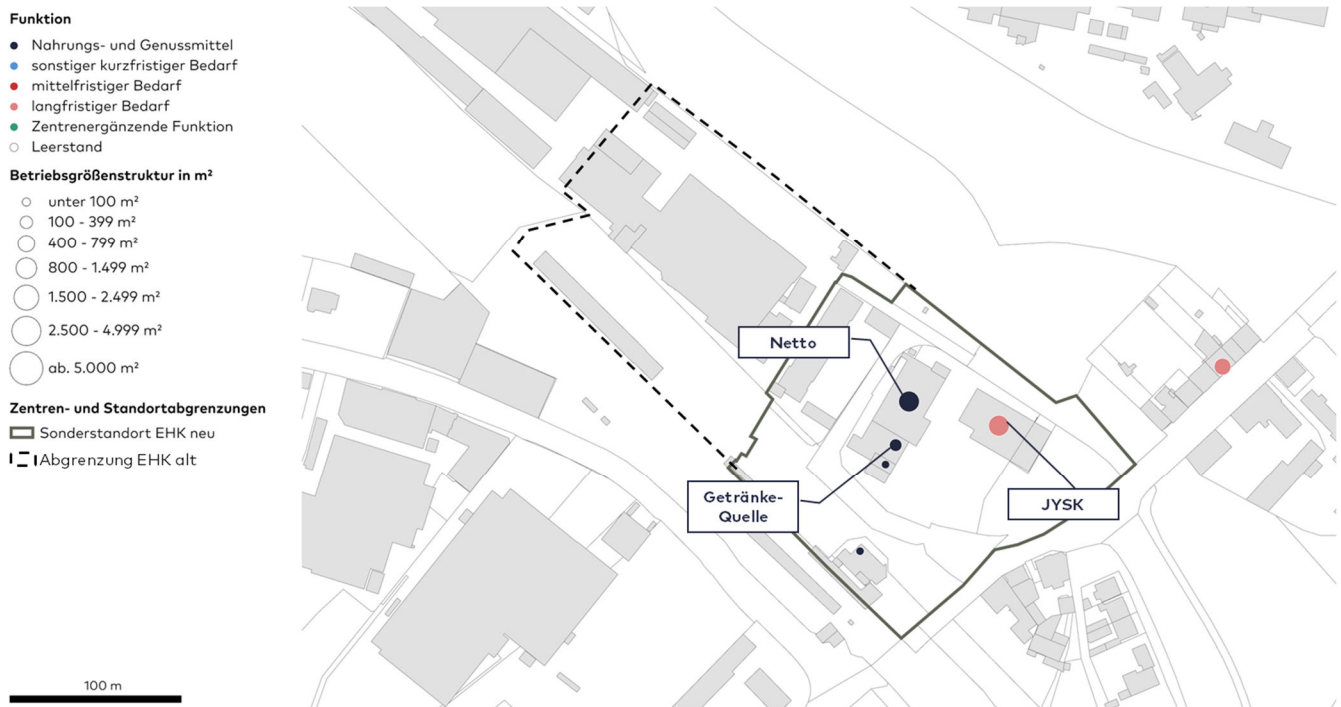 Funktion
Nahrungs- und Genussmittel
sonstiger kurzfristiger Bedarf
mittelfristiger Bedarf
langfristiger Bedarf
Zentrenergänzende Funktion
Leerstand
Betriebsgrößenstruktur in m²
unter 100 m²
100 - 399 m²
400 - 799 m²
800 - 1.499 m²
1.500 - 2.499 m²
2.500 - 4.999 m²
ab. 5.000 m²
Zentren- und Standortabgrenzungen
Sonderstandort EHK neu
Abgrenzung EHK alt
100 m
Netto
Getränke-
Quelle
JYSK